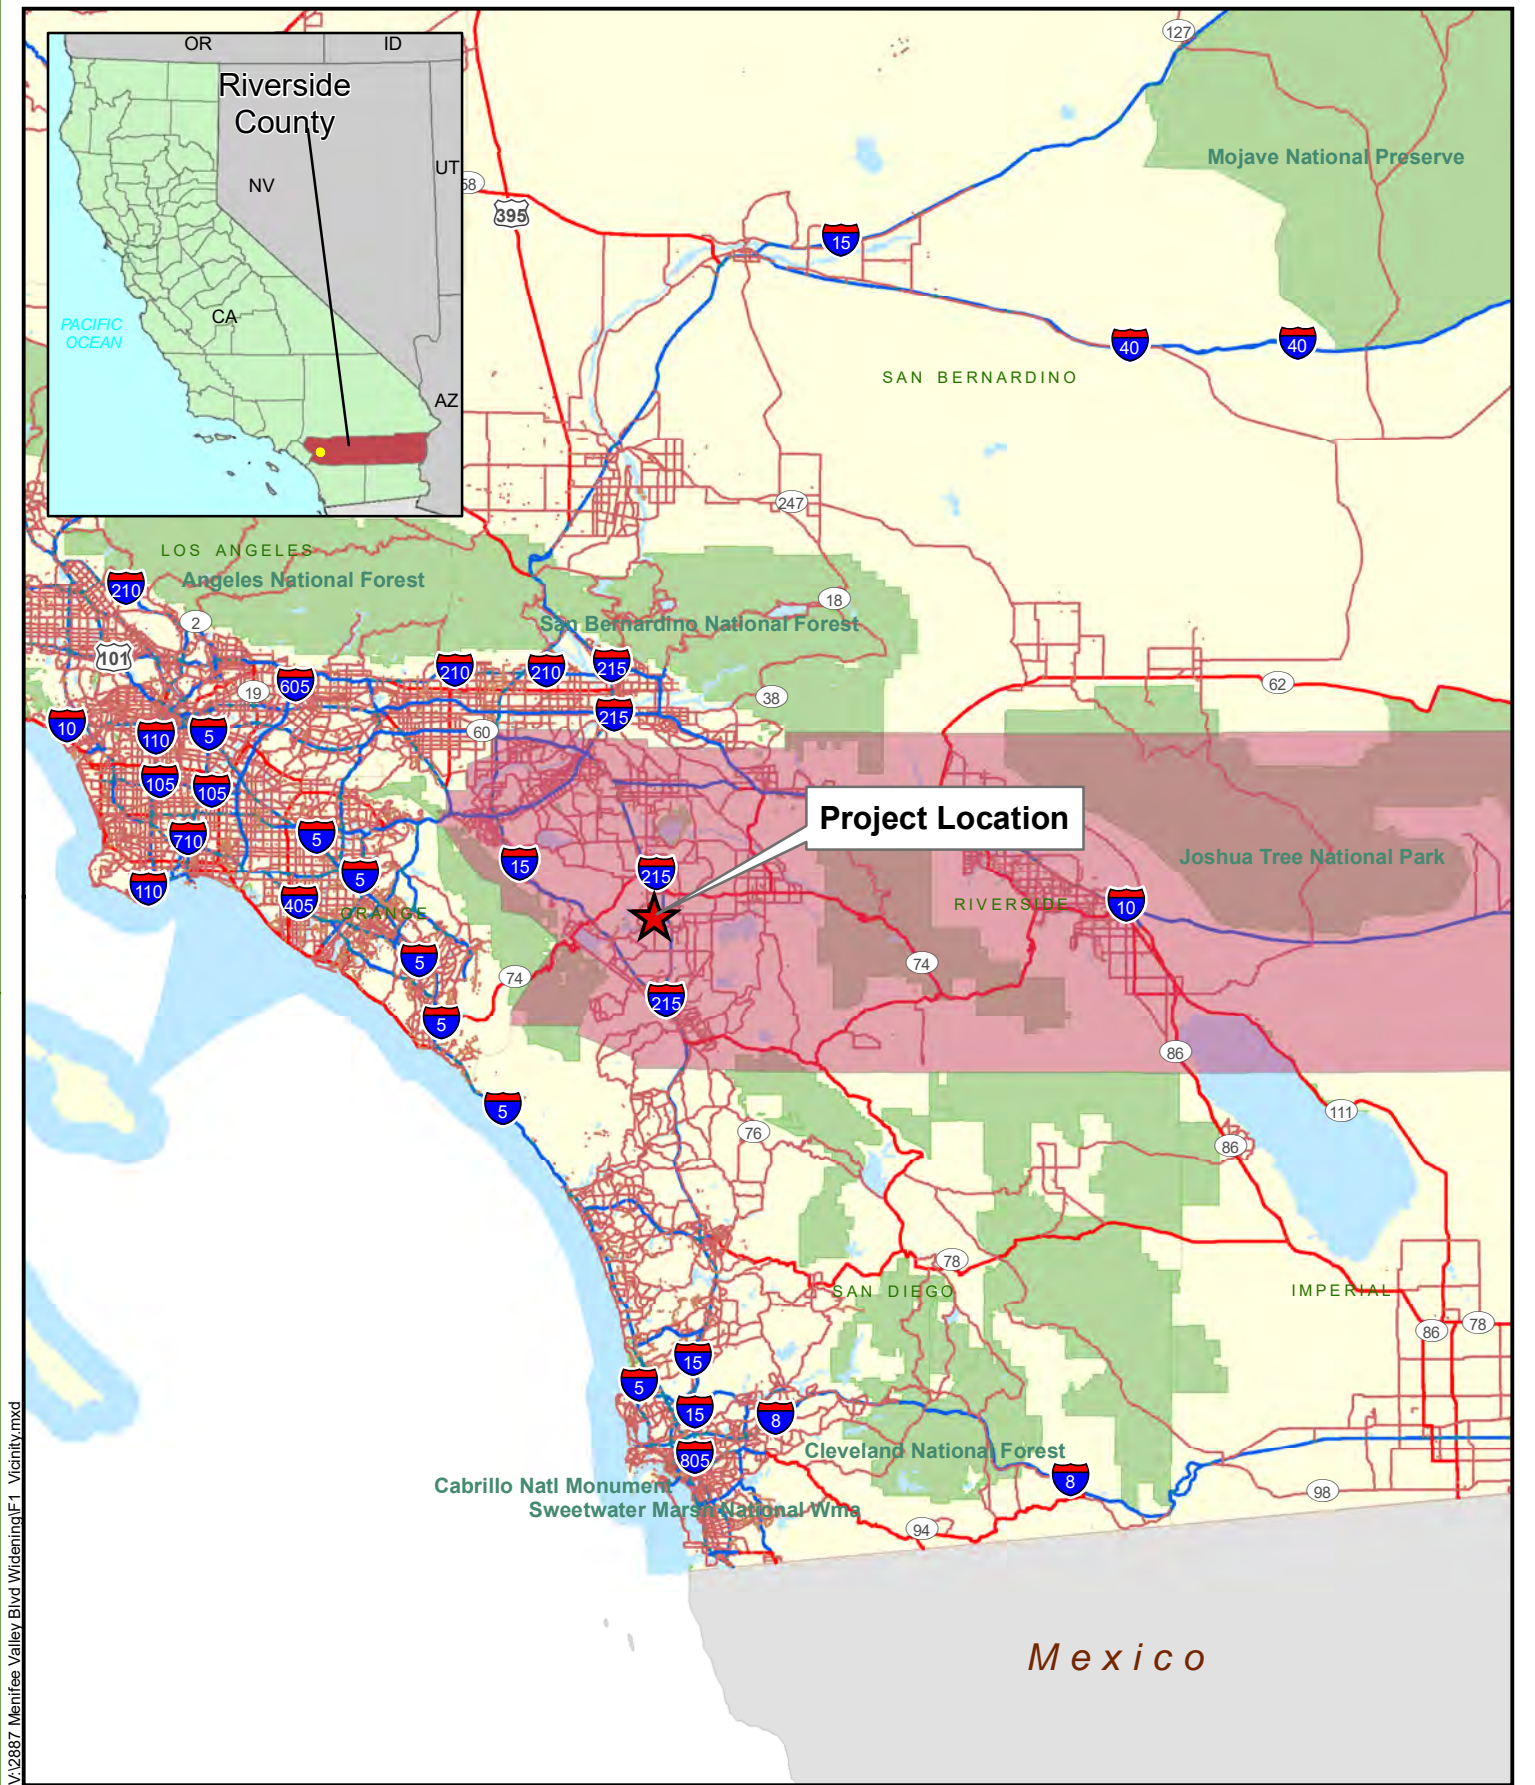 OR
ID
Riverside
County
NV
UT
CA
PACIFIC
OCEAN
AZ
127
Mojave National Preserve
58
395
15
40
40
SAN BERNARDINO
247
LOS ANGELES
Angeles National Forest
210
18
2
San Bernardino National Forest
101
210
210
215
605
19
62
38
10
110
5
215
60
105
105
Project Location
710
5
15
215
Joshua Tree National Park
5
110
405
ORANGE
RIVERSIDE
10
5
74
74
215
5
86
5
111
76
86
78
SAN DIEGO
IMPERIAL
86
78
15
5
15
8
805
Cleveland National Forest
8
Cabrillo Natl Monument
Sweetwater Marsh National Wma
98
94
Mexico
V:\2887 Menifee Valley Blvd Widening\F1 Vicinity.mxd